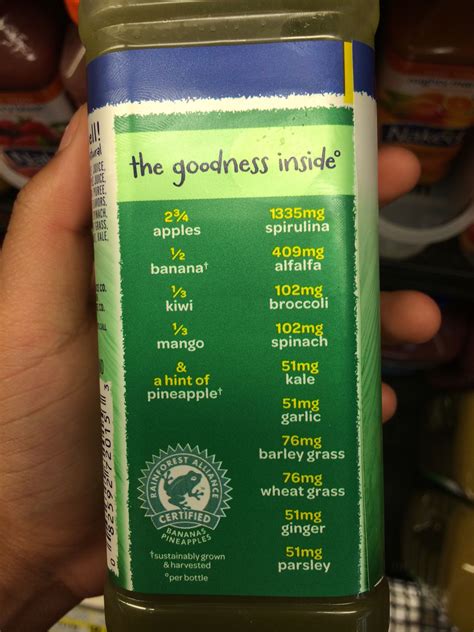 the goodness inside°
2¾
apples
½
banana†
⅓
kiwi
⅓
mango
&
a hint of
pineapple†
1335mg
spirulina
409mg
alfalfa
102mg
broccoli
102mg
spinach
51mg
kale
51mg
garlic
76mg
barley grass
76mg
wheat grass
51mg
ginger
51mg
parsley
RAINFOREST ALLIANCE
CERTIFIED
BANANAS
PINEAPPLES
†sustainably grown
& harvested
°per bottle
Naked